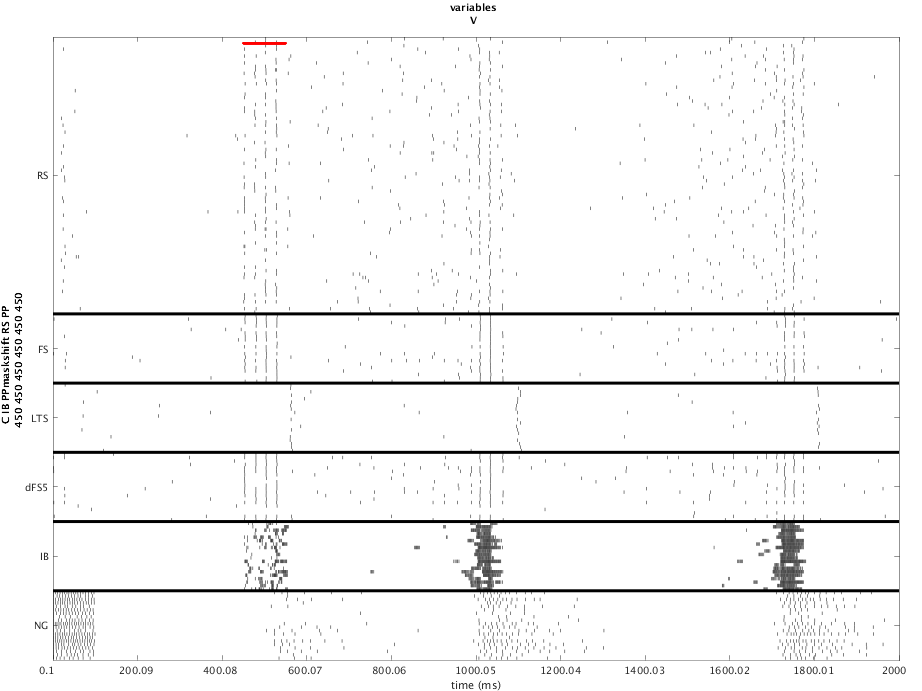 variables
V
RS
FS
LTS
dFS5
IB
NG
C IB PPmaskshift RS PP
450 450 450 450 450 450 450
0.1 200.09 400.08 600.07 800.06 1000.05 1200.04 1400.03 1600.02 1800.01 2000
time (ms)